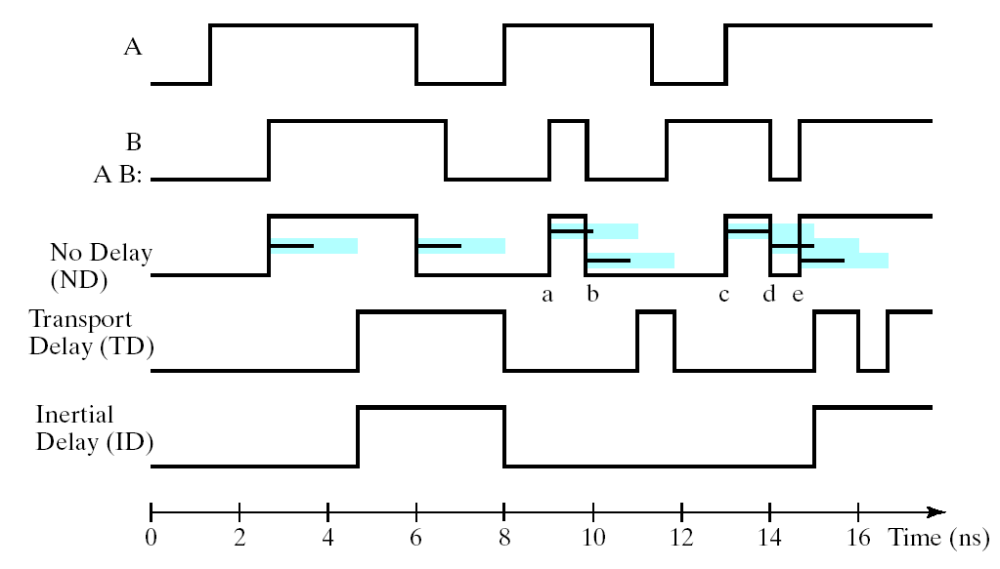 A
B
A B:
No Delay
(ND)
a b c d e
Transport
Delay (TD)
Inertial
Delay (ID)
0 2 4 6 8 10 12 14 16 Time (ns)